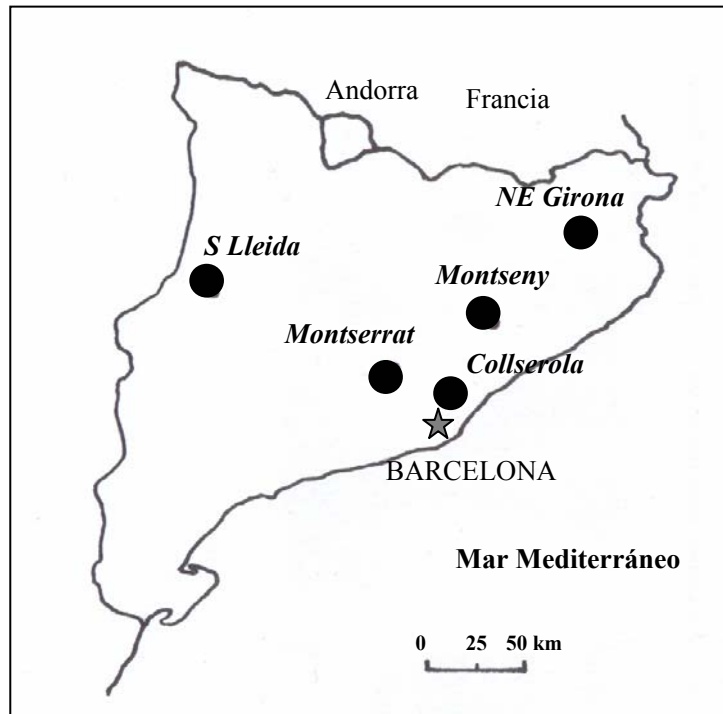 Andorra
Francia
NE Girona
S Lleida
Montseny
Montserrat
Collserola
BARCELONA
Mar Mediterráneo
0 25 50 km